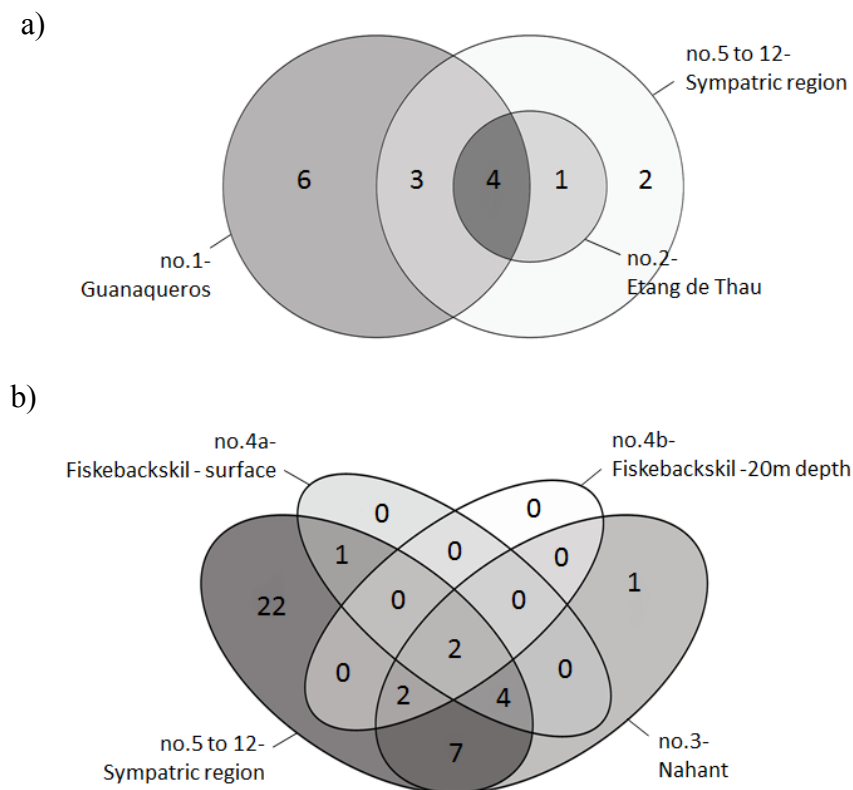 a)
no.5 to 12-
Sympatric region
6
3
4
1
2
no.1-
Guanaqueros
no.2-
Etang de Thau
b)
no.4a-
Fiskebackskil - surface
no.4b-
Fiskebackskil -20m depth
0
0
1
0
0
1
22
0
0
2
0
0
2
4
7
no.5 to 12-
Sympatric region
no.3-
Nahant